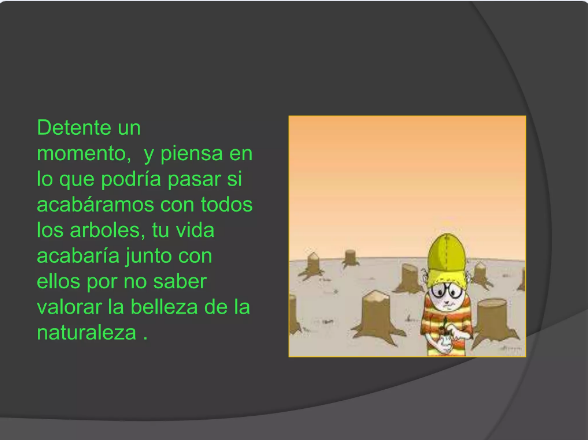 Detente un
momento, y piensa en
lo que podría pasar si
acabáramos con todos
los arboles, tu vida
acabaría junto con
ellos por no saber
valorar la belleza de la
naturaleza .